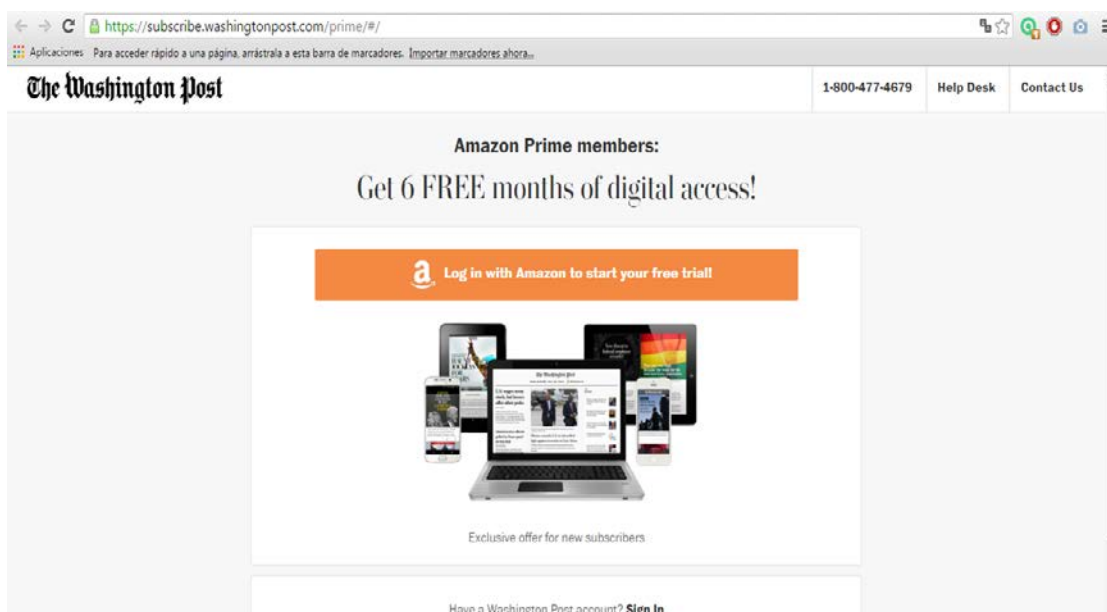 https://subscribe.washingtonpost.com/prime/#/
Aplicaciones Para acceder rápido a una página, arrástrala a esta barra de marcadores. Importar marcadores ahora...
The Washington Post
1-800-477-4679 Help Desk Contact Us
Amazon Prime members:
Get 6 FREE months of digital access!
a Log in with Amazon to start your free trial!
The Washington Post
Exclusive offer for new subscribers
Have a Washington Post account? Sign In